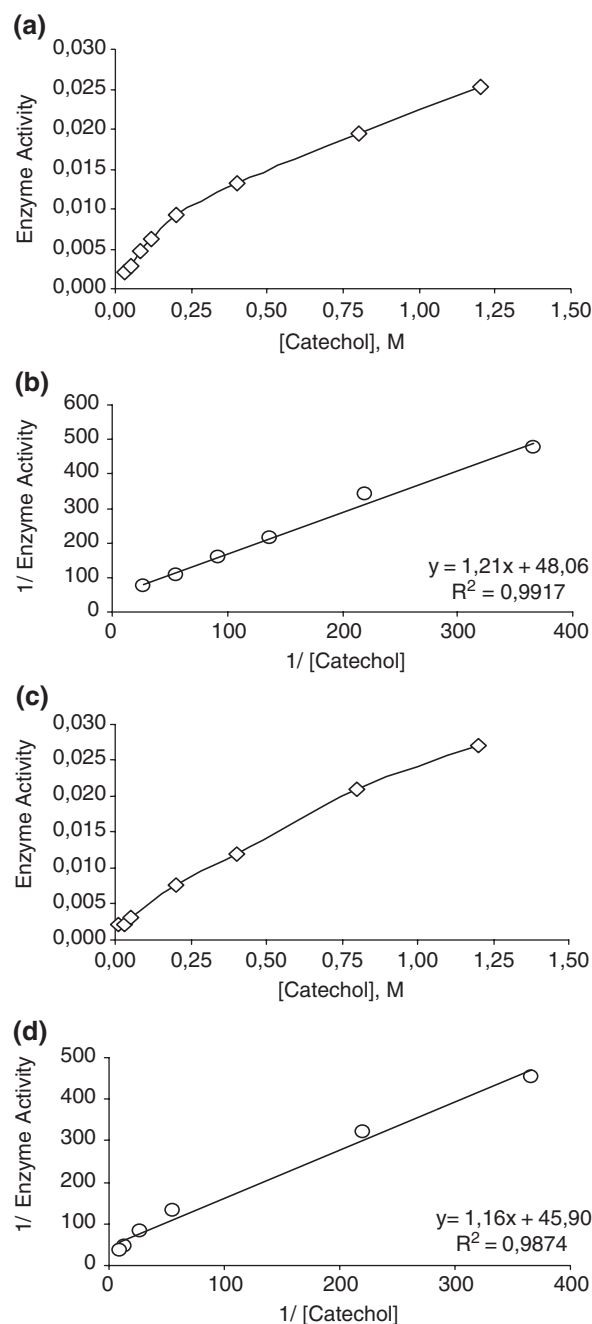 (a)
0,030
0,025
0,020
0,015
0,010
0,005
0,000
Enzyme Activity
0,00 0,25 0,50 0,75 1,00 1,25 1,50
[Catechol], M
(b)
600
500
400
300
200
100
0
1/ Enzyme Activity
y = 1,21x + 48,06
R² = 0,9917
0 100 200 300 400
1/ [Catechol]
(c)
0,030
0,025
0,020
0,015
0,010
0,005
0,000
Enzyme Activity
0,00 0,25 0,50 0,75 1,00 1,25 1,50
[Catechol], M
(d)
500
400
300
200
100
0
1/ Enzyme Activity
y= 1,16x + 45,90
R² = 0,9874
0 100 200 300 400
1/ [Catechol]